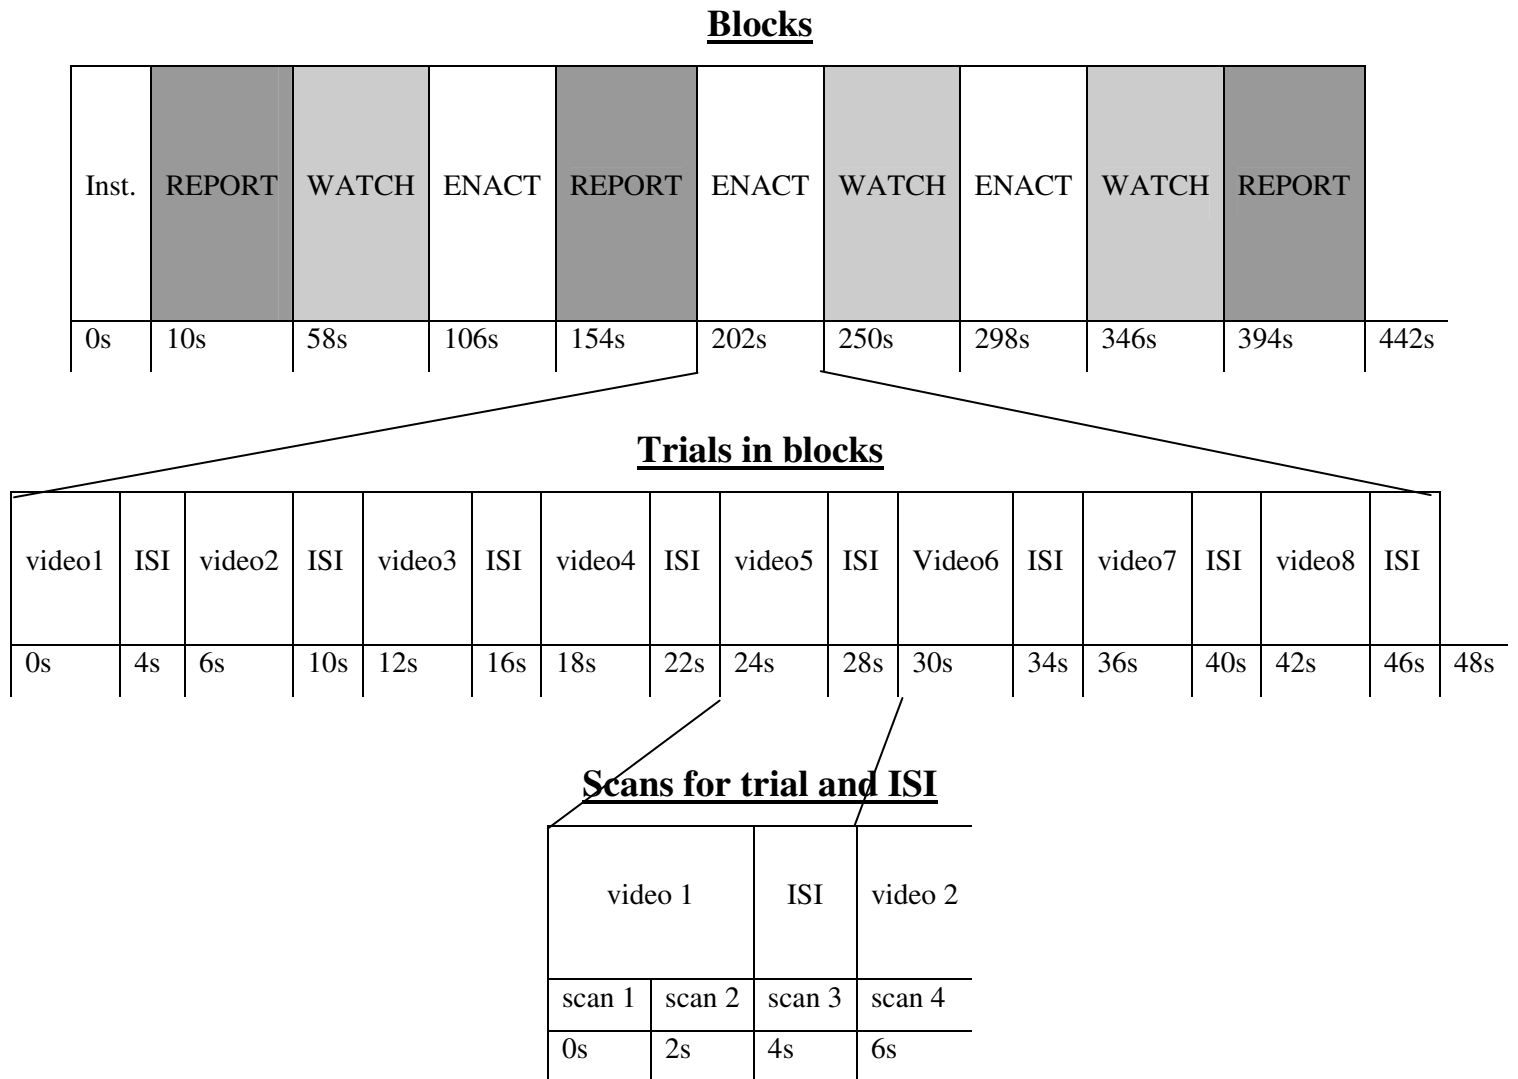 Blocks
Inst. REPORT WATCH ENACT REPORT ENACT WATCH ENACT WATCH REPORT
0s 10s 58s 106s 154s 202s 250s 298s 346s 394s 442s
Trials in blocks
video1 ISI video2 ISI video3 ISI video4 ISI video5 ISI Video6 ISI video7 ISI video8 ISI
0s 4s 6s 10s 12s 16s 18s 22s 24s 28s 30s 34s 36s 40s 42s 46s 48s
Scans for trial and ISI
video 1 ISI video 2
scan 1 scan 2 scan 3 scan 4
0s 2s 4s 6s